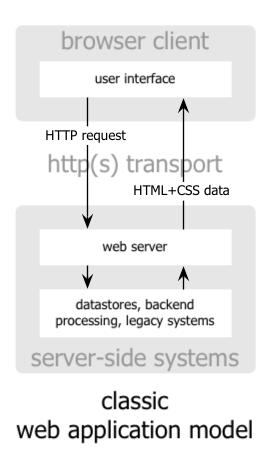 browser client
user interface
HTTP request
http(s) transport
HTML+CSS data
web server
datastores, backend
processing, legacy systems
server-side systems
classic
web application model